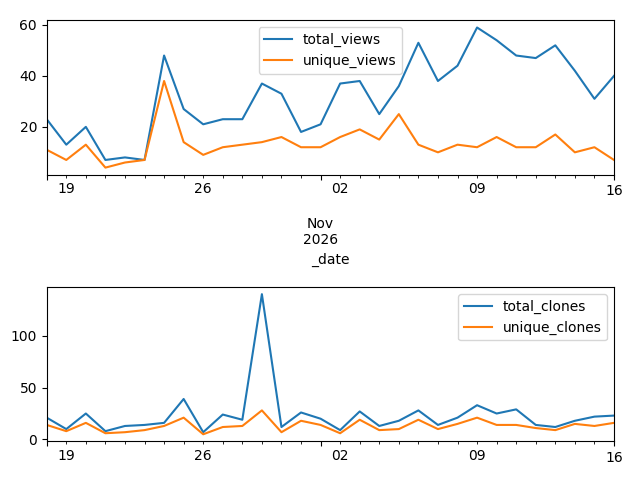 60
40
20
total_views
unique_views
19 26 02 09 16
Nov
2026
_date
100
50
0
total_clones
unique_clones
19 26 02 09 16